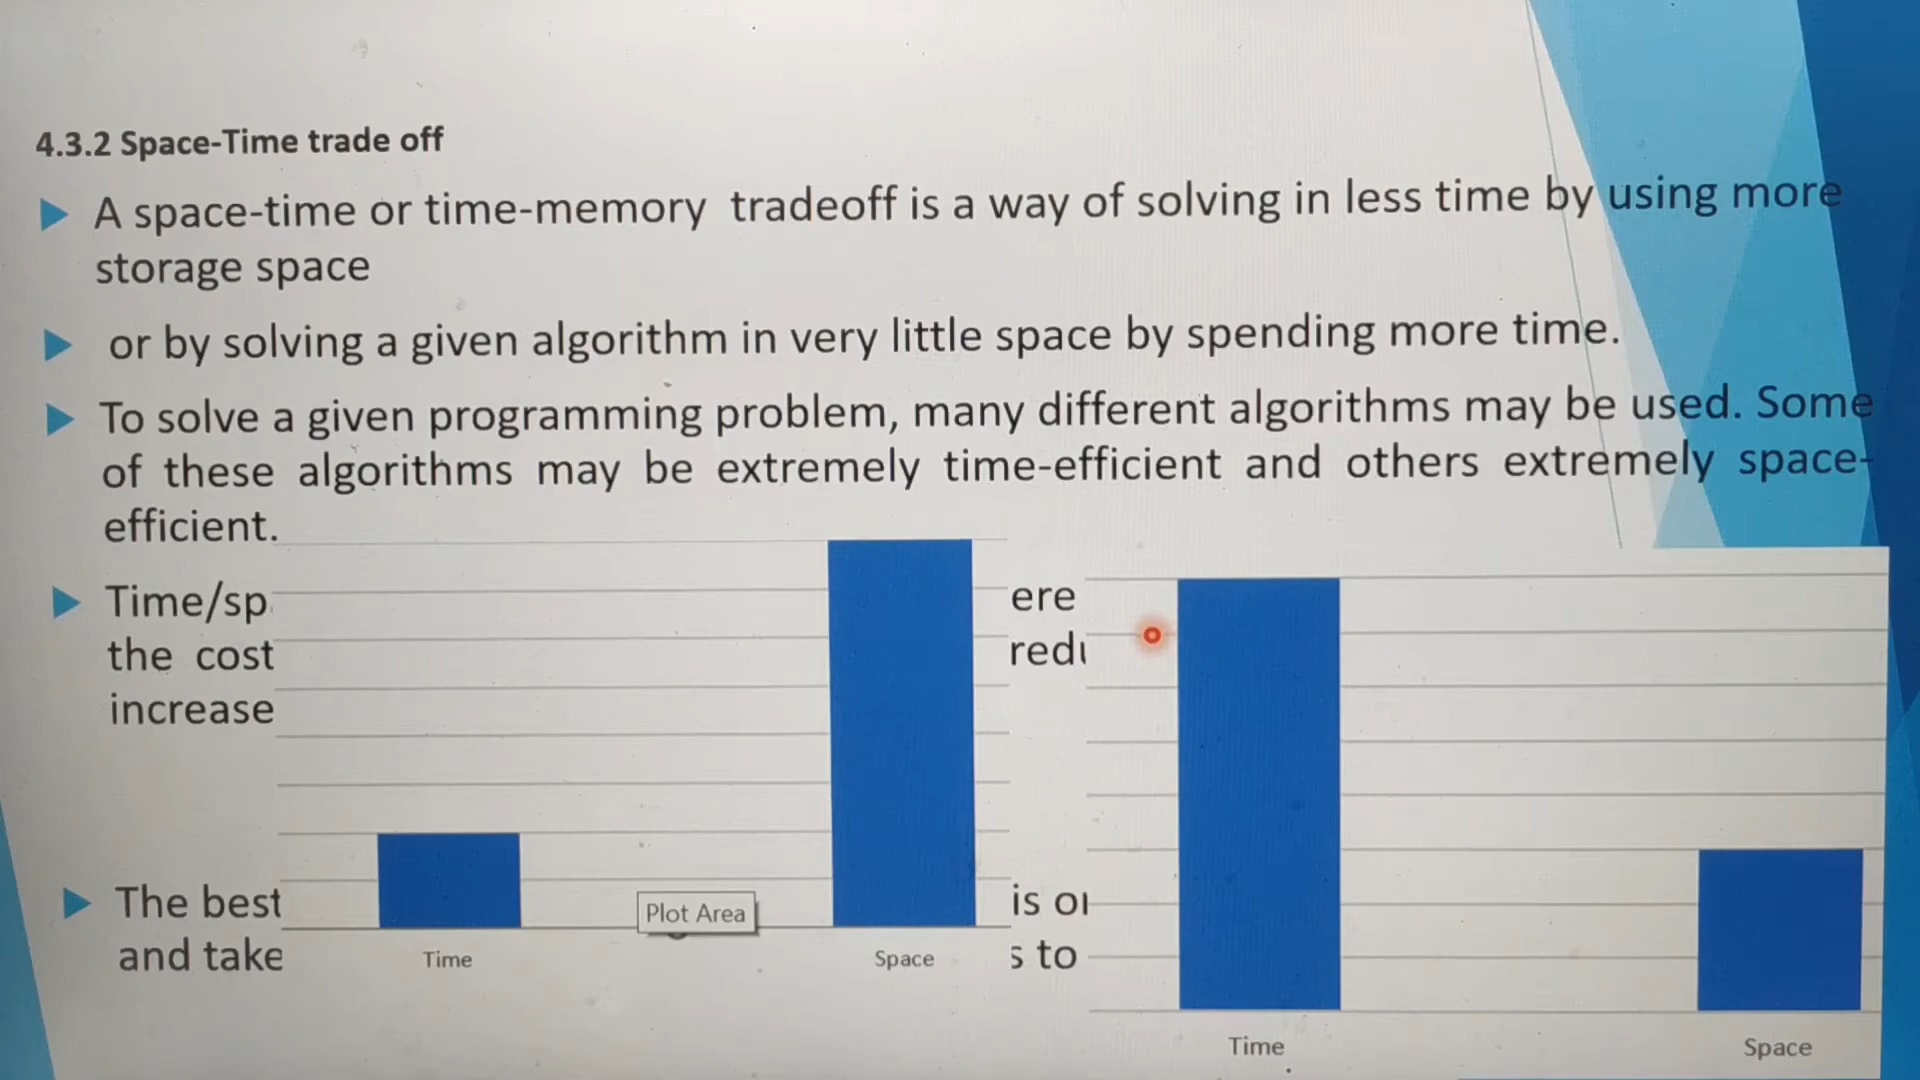 4.3.2 Space-Time trade off
A space-time or time-memory tradeoff is a way of solving in less time by using more
storage space
or by solving a given algorithm in very little space by spending more time.
To solve a given programming problem, many different algorithms may be used. Some
of these algorithms may be extremely time-efficient and others extremely space-
efficient.
Time/sp ere
the cost
increase
The best is
and take s to
Plot Area
Time Space
Time Space